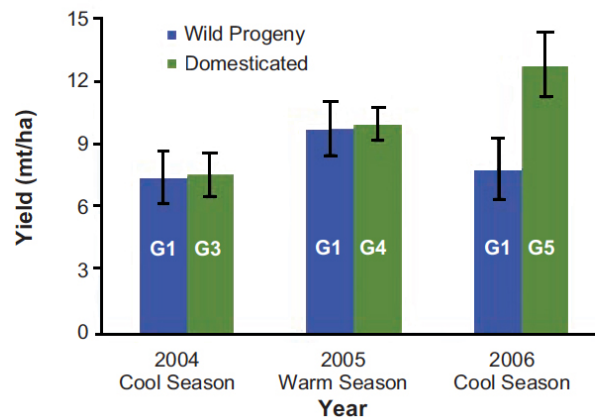 Yield (mt/ha)
15
12
9
6
3
0
Wild Progeny
Domesticated
G1 G3
G1 G4
G1 G5
2004 2005 2006
Cool Season Warm Season Cool Season
Year